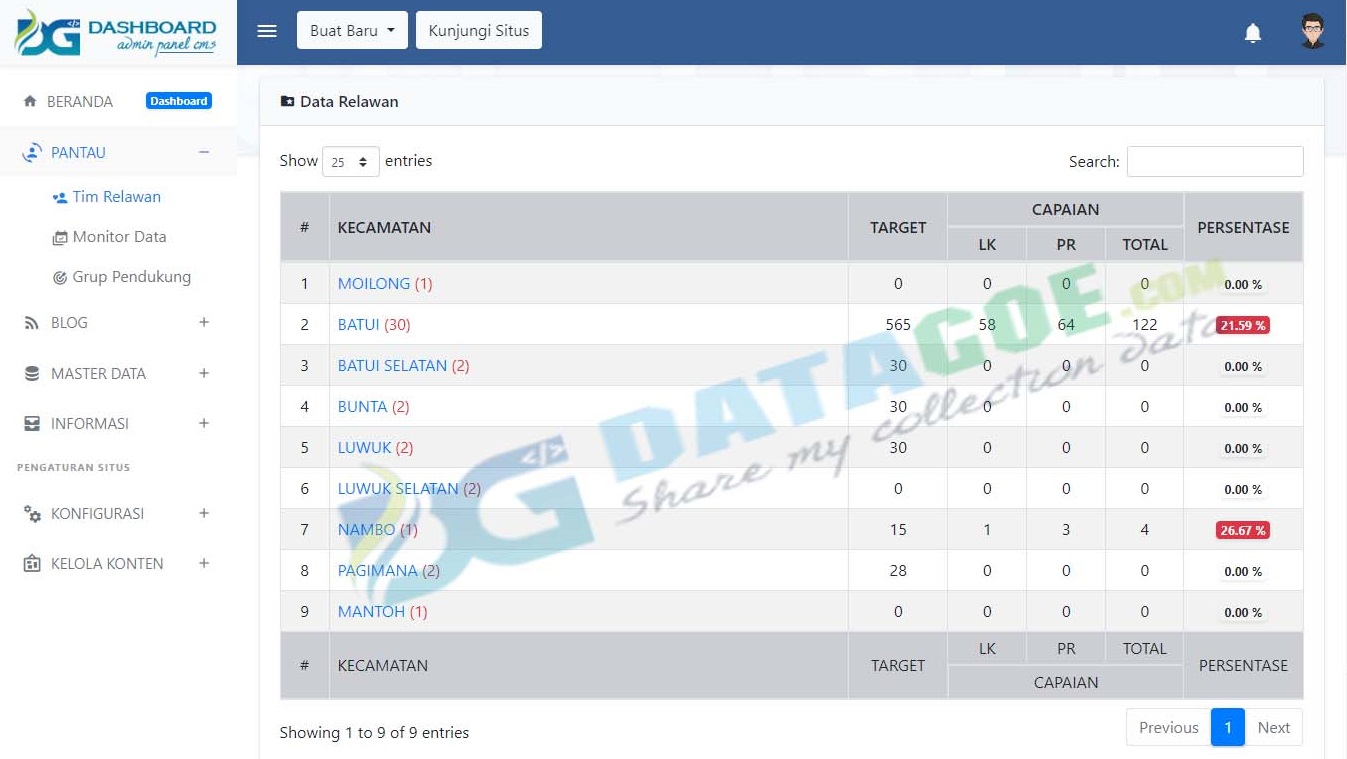 DG DASHBOARD
admin panel cms
Buat Baru
Kunjungi Situs
BERANDA Dashboard
PANTAU −
Tim Relawan
Monitor Data
Grup Pendukung
BLOG +
MASTER DATA +
INFORMASI +
PENGATURAN SITUS
KONFIGURASI +
KELOLA KONTEN +
Data Relawan
Show 25 entries
Search:
# KECAMATAN TARGET CAPAIAN PERSENTASE
LK PR TOTAL
1 MOILONG (1) 0 0 0 0 0.00 %
2 BATUI (30) 565 58 64 122 21.59 %
3 BATUI SELATAN (2) 30 0 0 0 0.00 %
4 BUNTA (2) 30 0 0 0 0.00 %
5 LUWUK (2) 30 0 0 0 0.00 %
6 LUWUK SELATAN (2) 0 0 0 0 0.00 %
7 NAMBO (1) 15 1 3 4 26.67 %
8 PAGIMANA (2) 28 0 0 0 0.00 %
9 MANTOH (1) 0 0 0 0 0.00 %
# KECAMATAN TARGET LK PR TOTAL PERSENTASE
CAPAIAN
Showing 1 to 9 of 9 entries
Previous 1 Next
DG DATAGOE.COM
Share my collection data